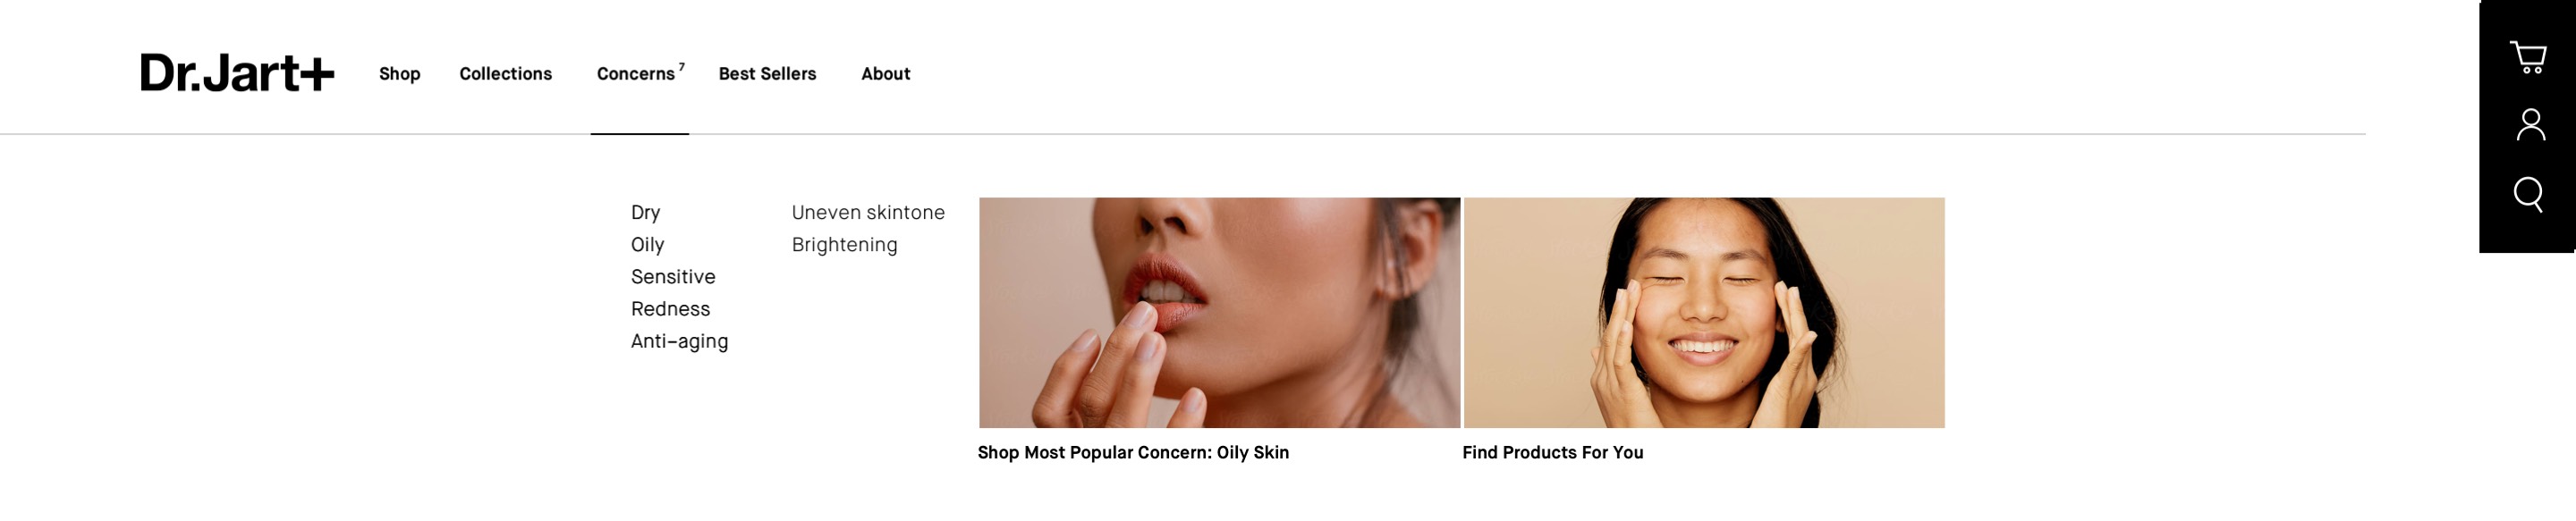 Dr.Jart+ Shop Collections Concerns 7 Best Sellers About
Dry
Oily
Sensitive
Redness
Anti-aging
Uneven skintone
Brightening
Shop Most Popular Concern: Oily Skin
Find Products For You